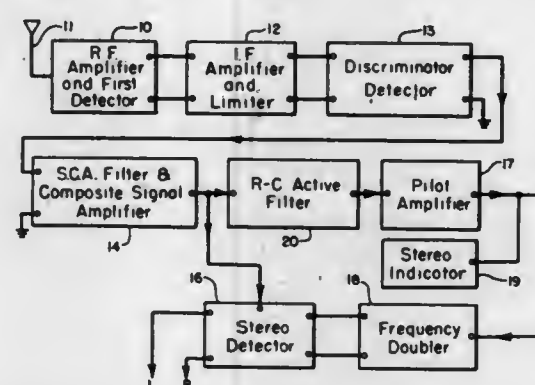 11
10
R F
Amplifier
and First
Detector
12
I.F
Amplifier
and
Limiter
13
Discriminator
Detector
S.C.A. Filter &
Composite Signal
Amplifier
14
R-C Active
Filter
20
17
Pilot
Amplifier
Stereo
Indicator
19
16
Stereo
Detector
18
Frequency
Doubler